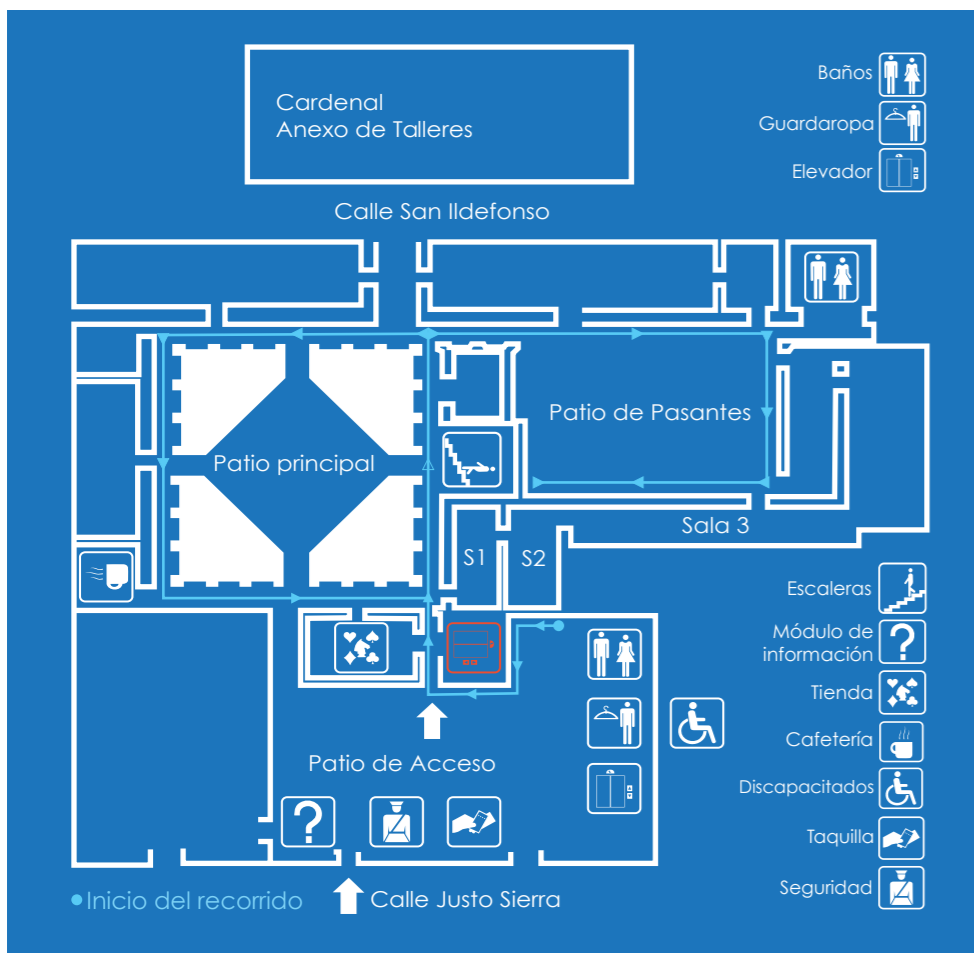 Cardenal
Anexo de Talleres
Baños
Guardaropa
Elevador
Calle San Ildefonso
Patio principal
Patio de Pasantes
Sala 3
S1
S2
Escaleras
Módulo de
información
Tienda
Cafetería
Discapacitados
Taquilla
Seguridad
Patio de Acceso
?
?
Inicio del recorrido
Calle Justo Sierra